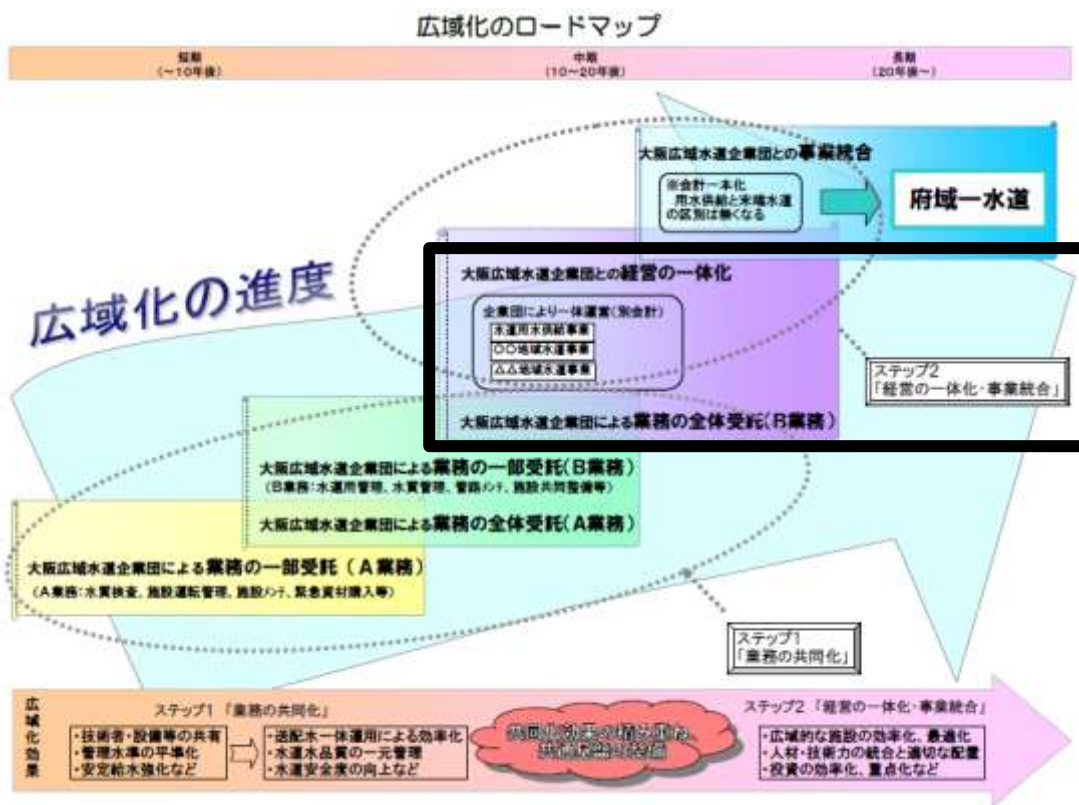 広域化のロードマップ
短期
(～10年後)
中期
(10～20年後)
長期
(20年後～)
大阪広域水道企業団との事業統合
※会計一本化
用水供給と末端水道
の区別は無くなる
府域一水道
広域化の進度
大阪広域水道企業団との経営の一体化
企業団により一体運営(別会計)
水道用水供給事業
〇〇地域水道事業
△△地域水道事業
大阪広域水道企業団による業務の全体受託(B業務)
ステップ2
「経営の一体化・事業統合」
大阪広域水道企業団による業務の一部受託(B業務)
(B業務:水運用管理、水質管理、管路ﾒﾝﾃ、施設共同整備等)
大阪広域水道企業団による業務の全体受託(A業務)
大阪広域水道企業団による業務の一部受託(A業務)
(A業務:水質検査、施設運転管理、施設ﾒﾝﾃ、緊急資材購入等)
ステップ1
「業務の共同化」
広域化効果
ステップ1 「業務の共同化」
・技術者・設備等の共有
・管理水準の平準化
・安定給水強化など
・送配水一体運用による効率化
・水道水品質の一元管理
・水道安全度の向上など
共同化効果の積み重ね
ステップ2 「経営の一体化・事業統合」
・広域的な施設の効率化、最適化
・人材・技術力の統合と適切な配置
・投資の効率化、重点化など